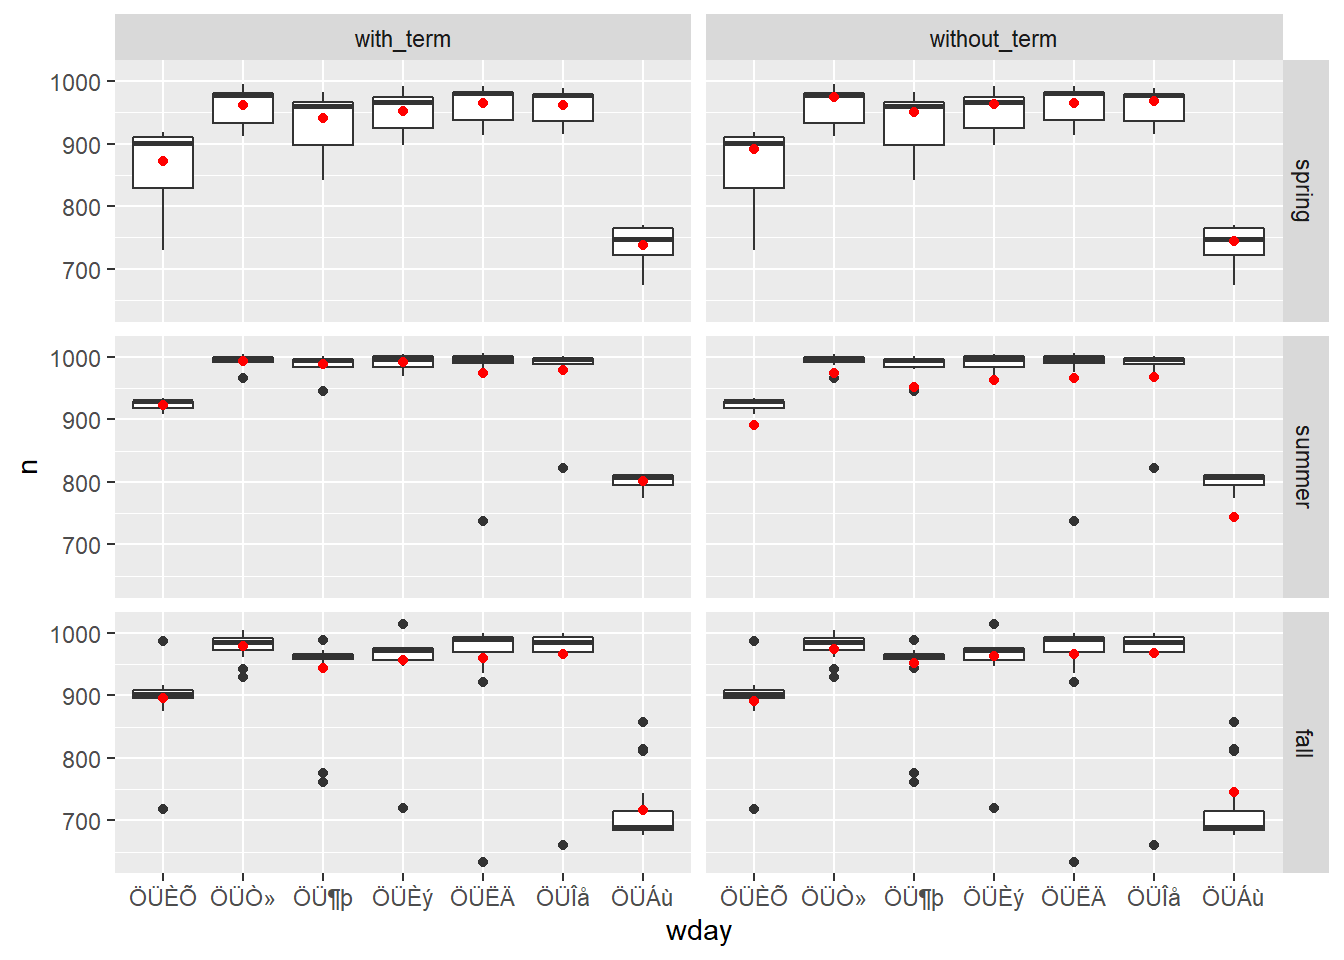 with_term without_term
1000
900
800
700
spring
1000
900
800
700
summer
1000
900
800
700
fall
n
ÖÜÈÕ ÖÜÒ» ÖÜ¶þ ÖÜÈý ÖÜËÄ ÖÜÎå ÖÜÁù ÖÜÈÕ ÖÜÒ» ÖÜ¶þ ÖÜÈý ÖÜËÄ ÖÜÎå ÖÜÁù
wday